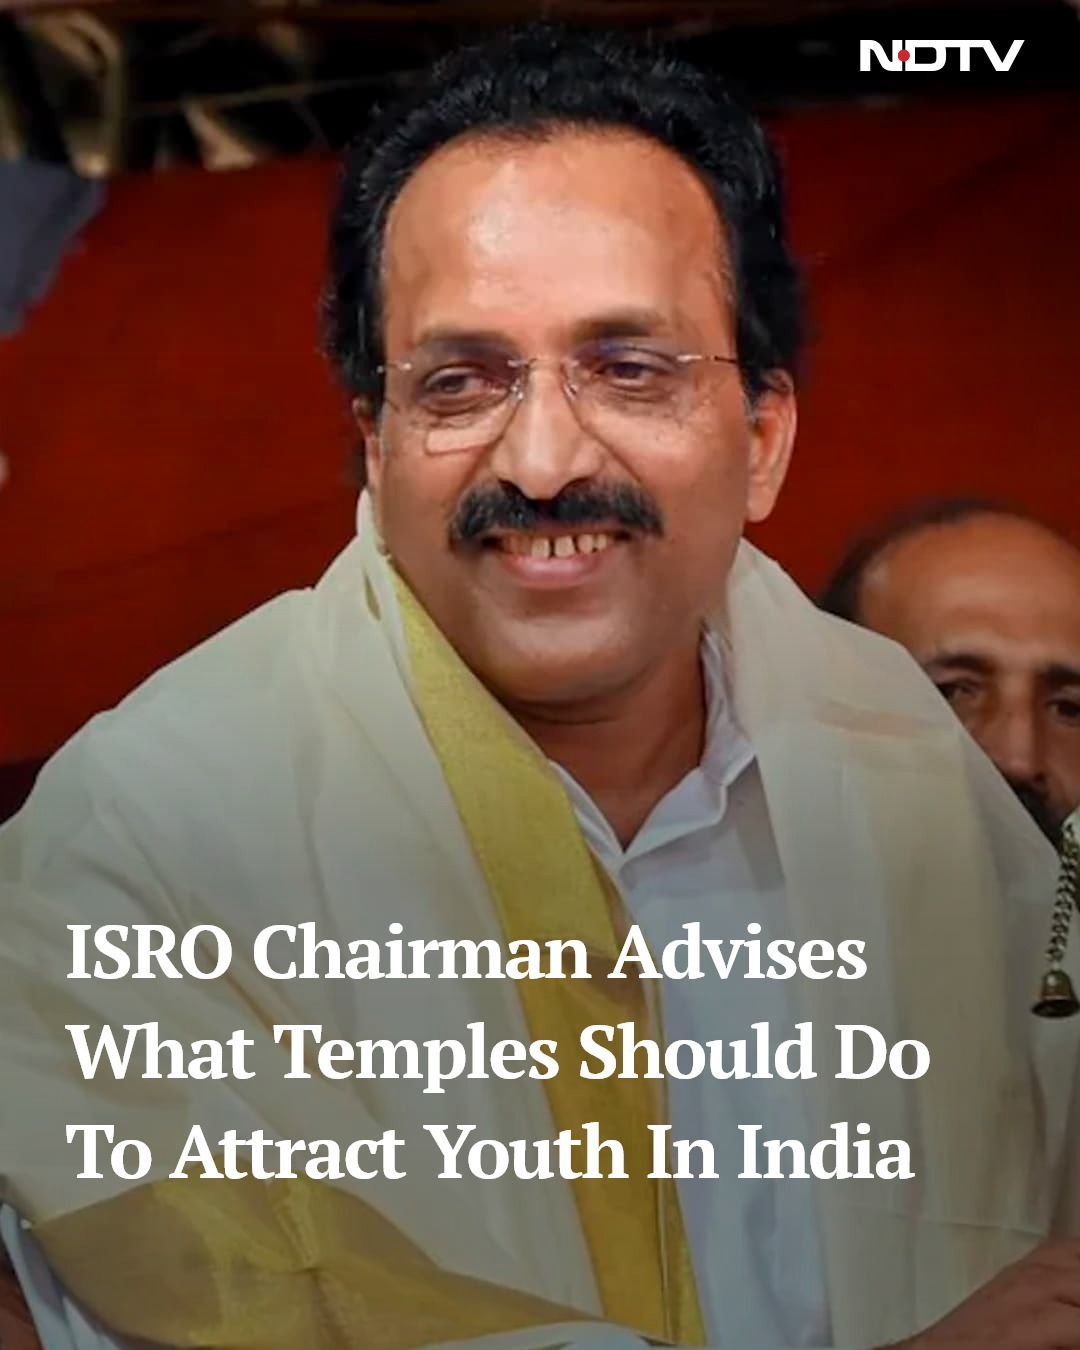 NDTV
ISRO Chairman Advises
What Temples Should Do
To Attract Youth In India